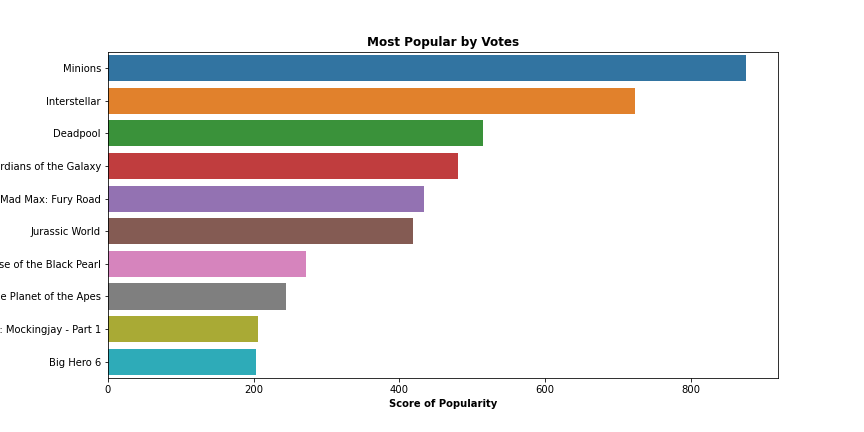 Most Popular by Votes
Minions
Interstellar
Deadpool
rdians of the Galaxy
Mad Max: Fury Road
Jurassic World
se of the Black Pearl
e Planet of the Apes
: Mockingjay - Part 1
Big Hero 6
0 200 400 600 800
Score of Popularity